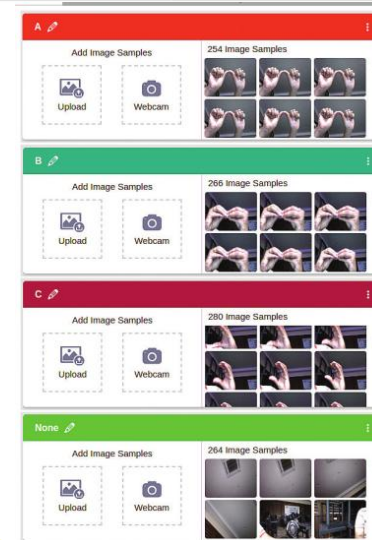 A
Add Image Samples
254 Image Samples
Upload
Webcam
B
Add Image Samples
266 Image Samples
Upload
Webcam
C
Add Image Samples
280 Image Samples
Upload
Webcam
None
Add Image Samples
264 Image Samples
Upload
Webcam